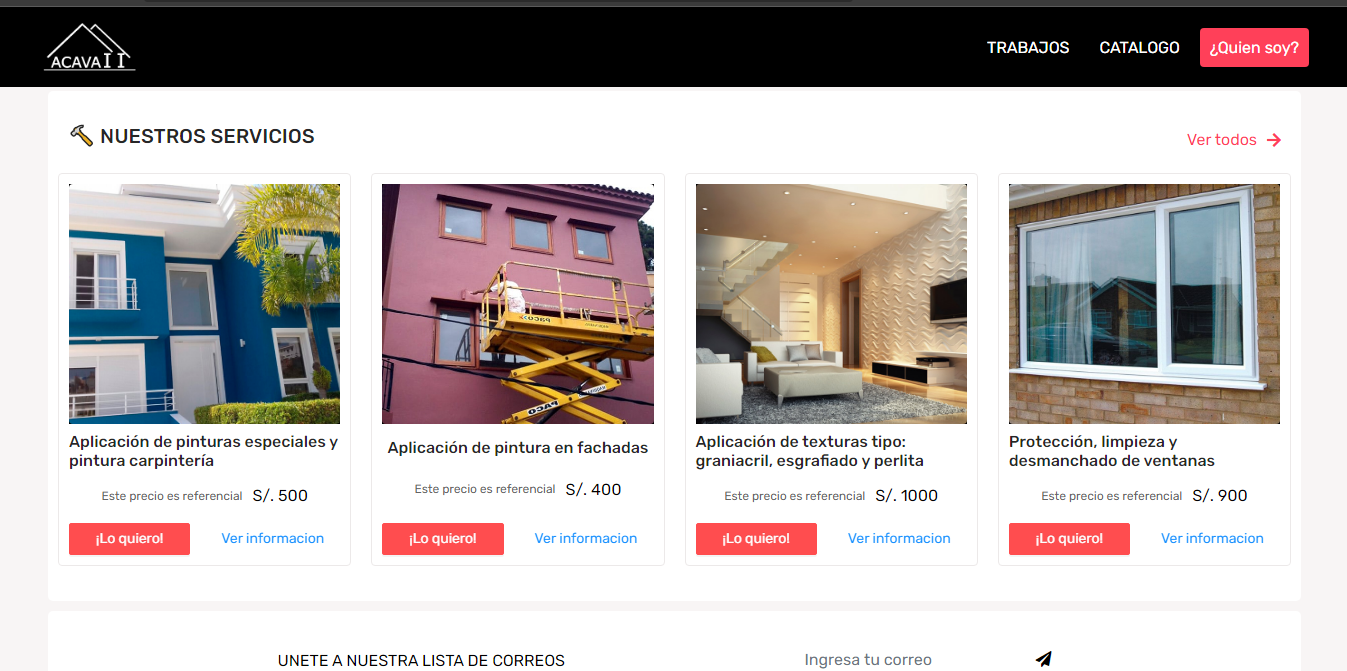 ACAVA II
TRABAJOS
CATALOGO
¿Quien soy?
NUESTROS SERVICIOS
Ver todos
PACO
PACO
Aplicación de pinturas especiales y
pintura carpintería
Este precio es referencial S/. 500
¡Lo quiero!
Ver informacion
Aplicación de pintura en fachadas
Este precio es referencial S/. 400
¡Lo quiero!
Ver informacion
Aplicación de texturas tipo:
graniacril, esgrafiado y perlita
Este precio es referencial S/. 1000
¡Lo quiero!
Ver informacion
Protección, limpieza y
desmanchado de ventanas
Este precio es referencial S/. 900
¡Lo quiero!
Ver informacion
UNETE A NUESTRA LISTA DE CORREOS
Ingresa tu correo